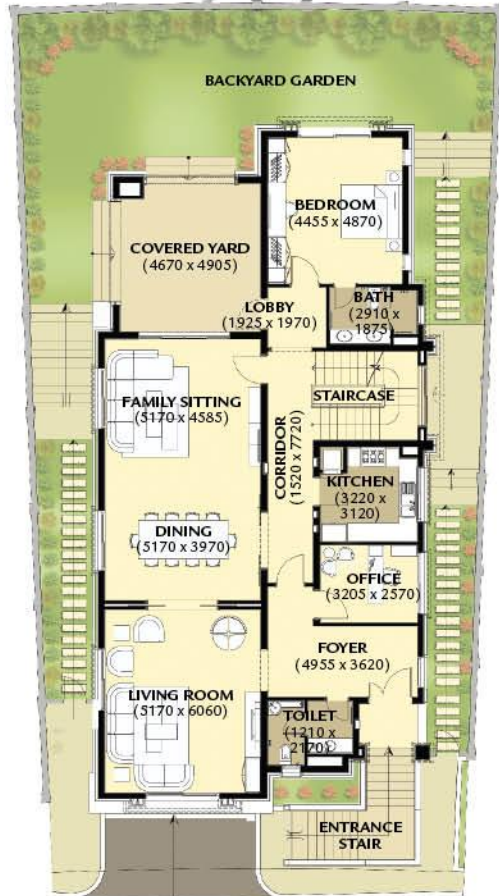 BACKYARD GARDEN
BEDROOM
(4455 x 4870)
COVERED YARD
(4670 x 4905)
LOBBY
(1925 x 1970)
BATH
(2910 x
1875)
FAMILY SITTING
(5170 x 4585)
STAIRCASE
CORRIDOR
(1520 x 7720)
KITCHEN
(3220 x
3120)
DINING
(5170 x 3970)
OFFICE
(3205 x 2570)
FOYER
(4955 x 3620)
LIVING ROOM
(5170 x 6060)
TOILET
(1210 x
2170)
ENTRANCE
STAIR